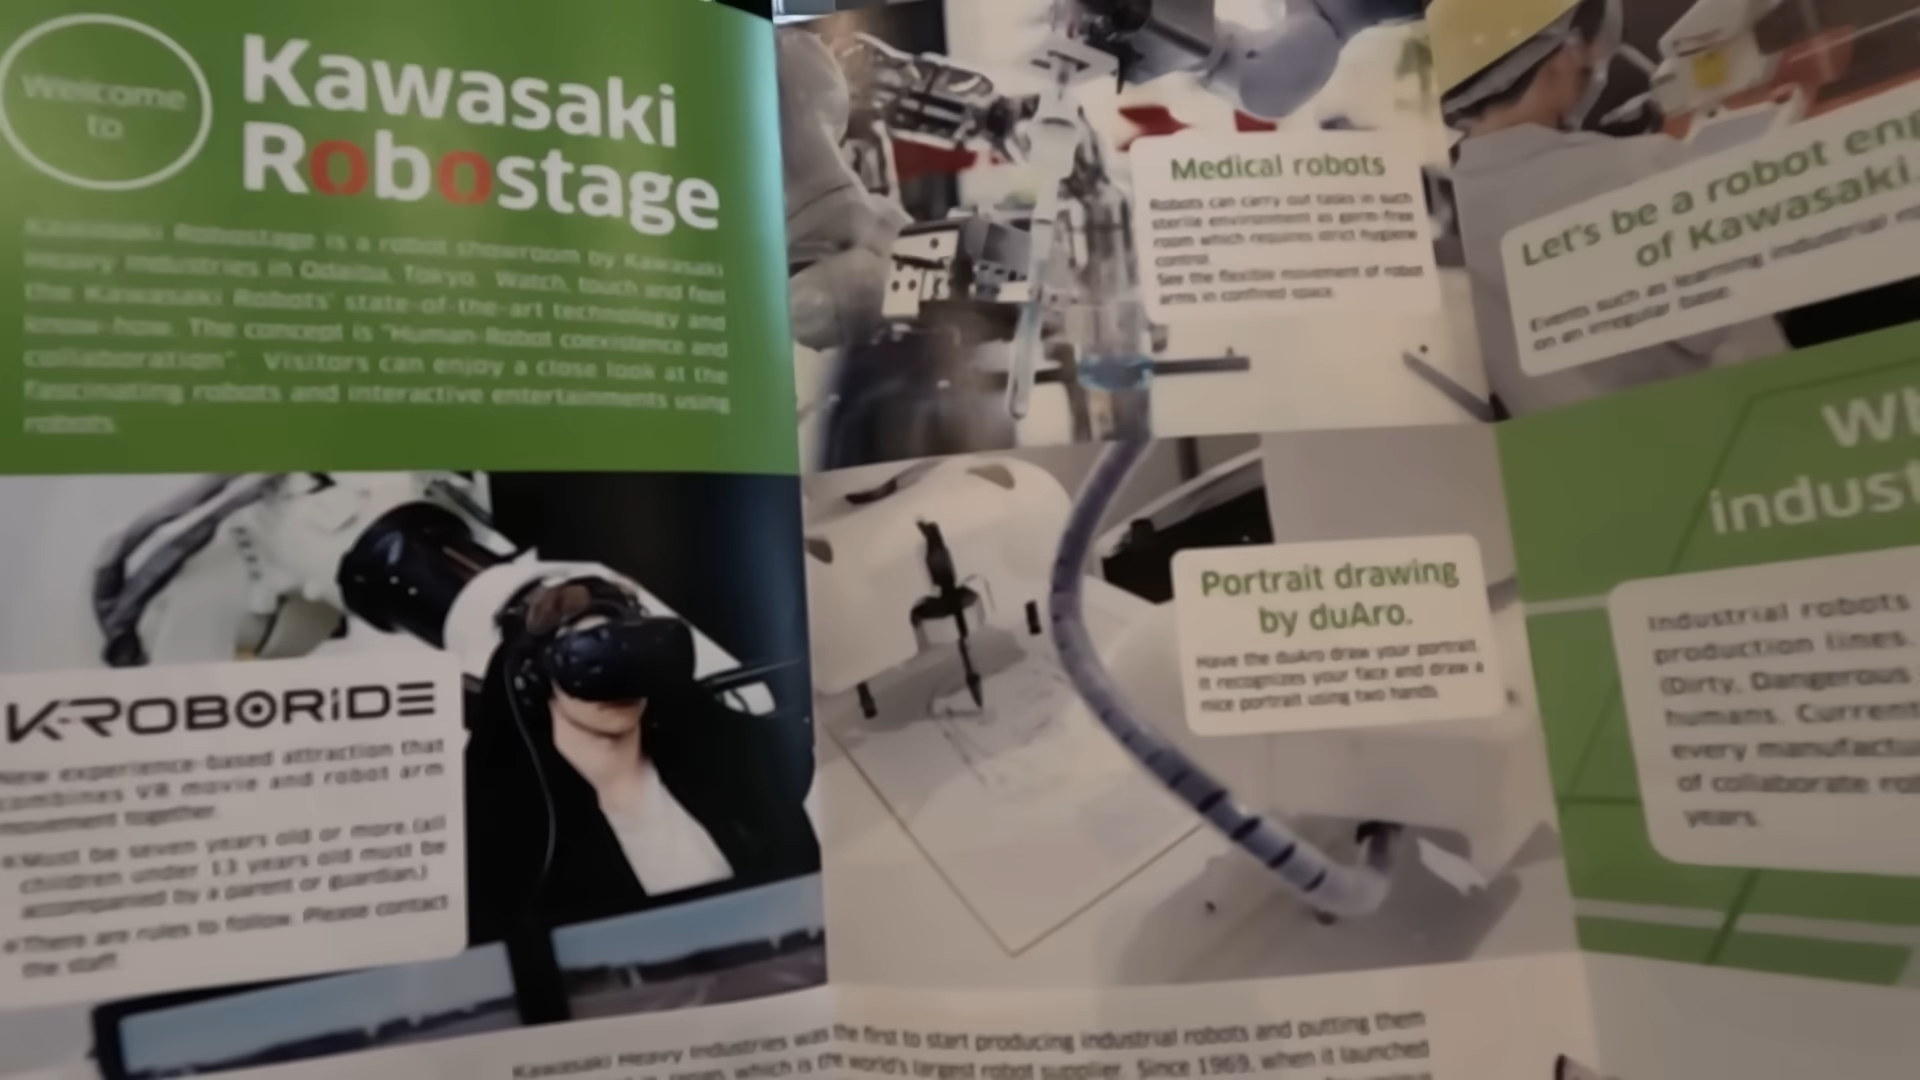 Welcome
to
Kawasaki
Robostage
Kawasaki Robostage is a robot showroom by Kawasaki
Heavy Industries in Odaiba, Tokyo. Watch, touch and feel
the Kawasaki Robots' state-of-the-art technology and
know-how. The concept is "Human-Robot coexistence and
collaboration". Visitors can enjoy a close look at the
fascinating robots and interactive entertainments using
robots.
K-ROBORIDE
New experience-based attraction that
combines VR movie and robot arm
movement together.
※Must be seven years old or more.(all
children under 13 years old must be
accompanied by a parent or guardian.)
※There are rules to follow. Please contact
the staff.
Medical robots
Robots can carry out tasks in such
sterile environment as germ-free
room which requires strict hygiene
control.
See the flexible movement of robot
arms in confined space.
Portrait drawing
by duAro.
Have the duAro draw your portrait.
It recognizes your face and draw a
nice portrait using two hands.
Let's be a robot eng
of Kawasaki.
Events such as learning industrial ro
on an irregular base.
Wh
indust
Industrial robots
production lines.
(Dirty, Dangerous
humans. Current
every manufactu
of collaborate rob
years.
Kawasaki Heavy Industries was the first to start producing industrial robots and putting them
which is the world's largest robot supplier. Since 1969, when it launched